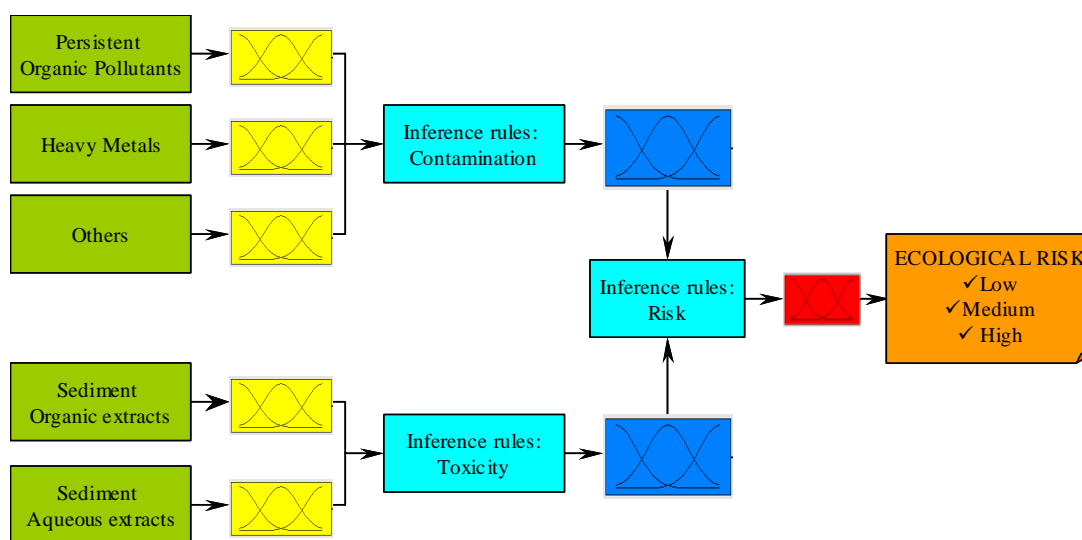 Persistent
Organic Pollutants
Heavy Metals
Others
Inference rules:
Contamination
Inference rules:
Risk
ECOLOGICAL RISK
✓Low
✓Medium
✓ High
Sediment
Organic extracts
Sediment
Aqueous extracts
Inference rules:
Toxicity